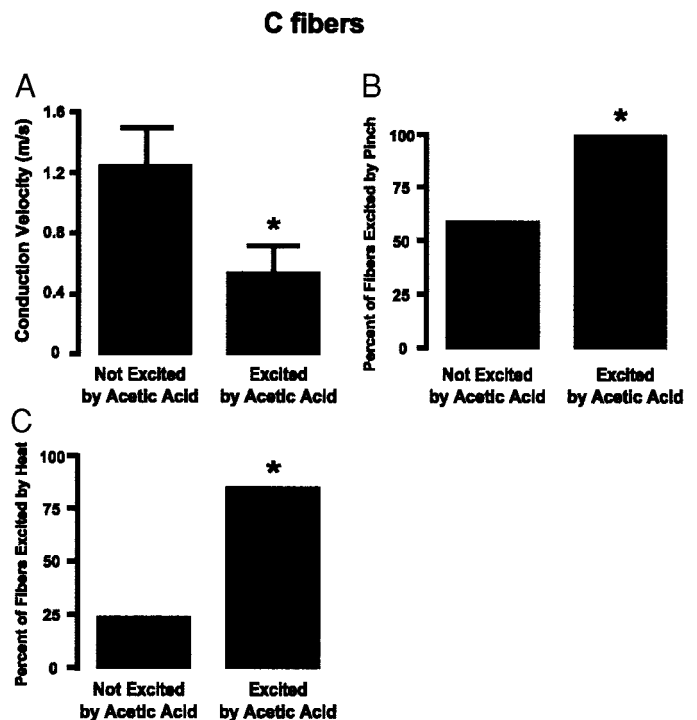 C fibers
A
Conduction Velocity (m/s)
1.6
1.2
0.8
0.4
0
*
Not Excited
by Acetic Acid
Excited
by Acetic Acid
B
Percent of Fibers Excited by Pinch
100
75
50
25
0
*
Not Excited
by Acetic Acid
Excited
by Acetic Acid
C
Percent of Fibers Excited by Heat
75
50
25
0
*
Not Excited
by Acetic Acid
Excited
by Acetic Acid